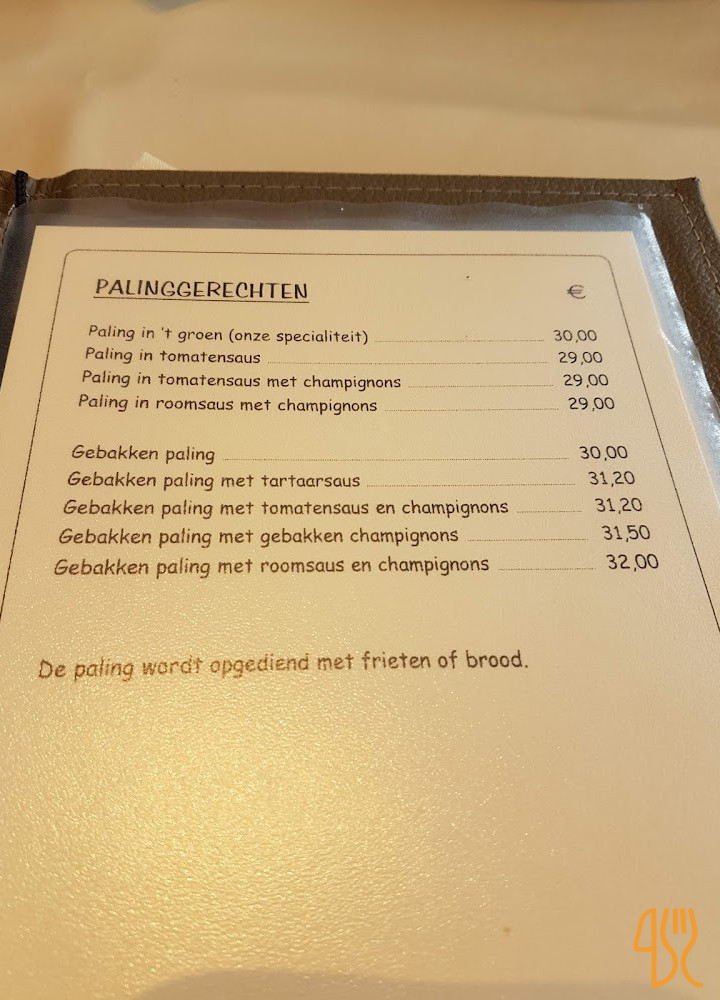 PALINGGERECHTEN €
Paling in 't groen (onze specialiteit) 30,00
Paling in tomatensaus 29,00
Paling in tomatensaus met champignons 29,00
Paling in roomsaus met champignons 29,00
Gebakken paling 30,00
Gebakken paling met tartaarsaus 31,20
Gebakken paling met tomatensaus en champignons 31,20
Gebakken paling met gebakken champignons 31,50
Gebakken paling met roomsaus en champignons 32,00
De paling wordt opgediend met frieten of brood.